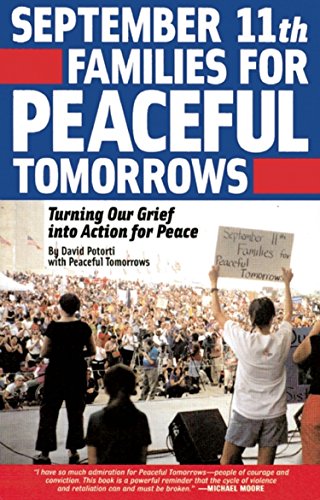 SEPTEMBER 11th
FAMILIES FOR
PEACEFUL
TOMORROWS
Turning Our Grief
into Action for Peace
By David Potorti
with Peaceful Tomorrows
September 11th
Families for
Peaceful
Tomorrows
"I have so much admiration for Peaceful Tomorrows—people of courage and
conviction. This book is a powerful reminder that the cycle of violence
and retaliation can and must be broken." —MICHAEL MOORE